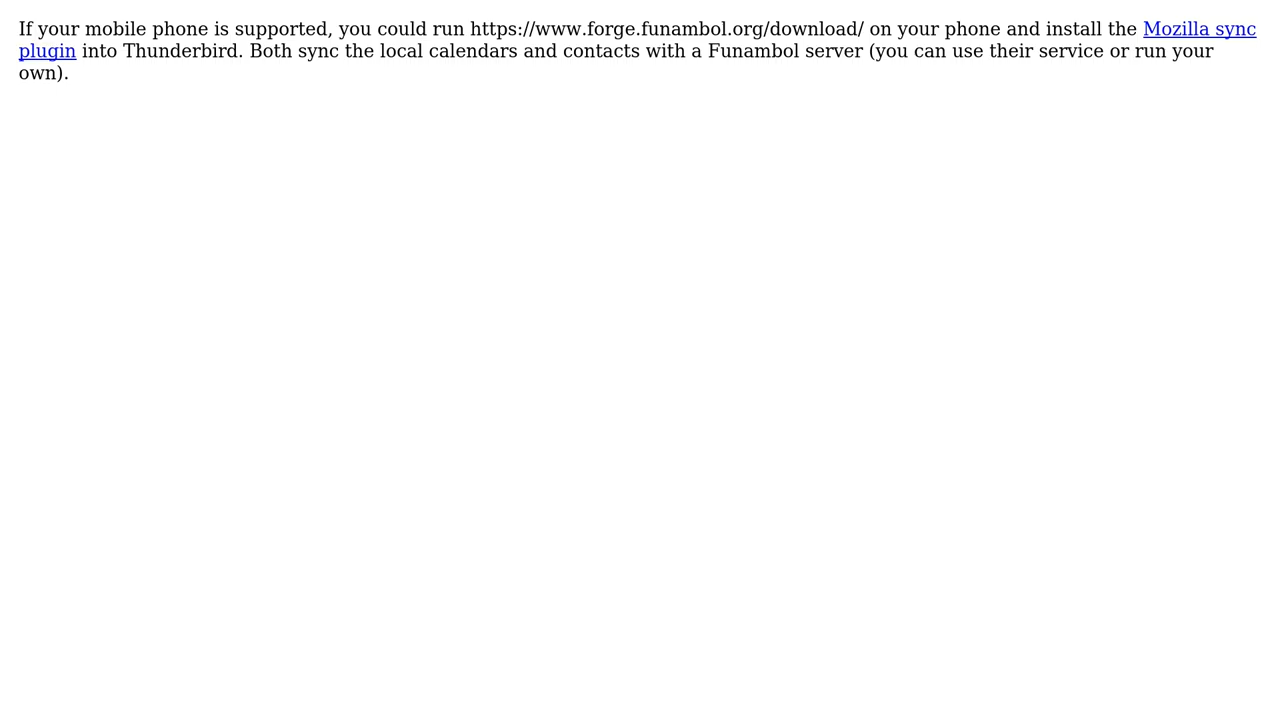 If your mobile phone is supported, you could run https://www.forge.funambol.org/download/ on your phone and install the Mozilla sync
plugin into Thunderbird. Both sync the local calendars and contacts with a Funambol server (you can use their service or run your
own).